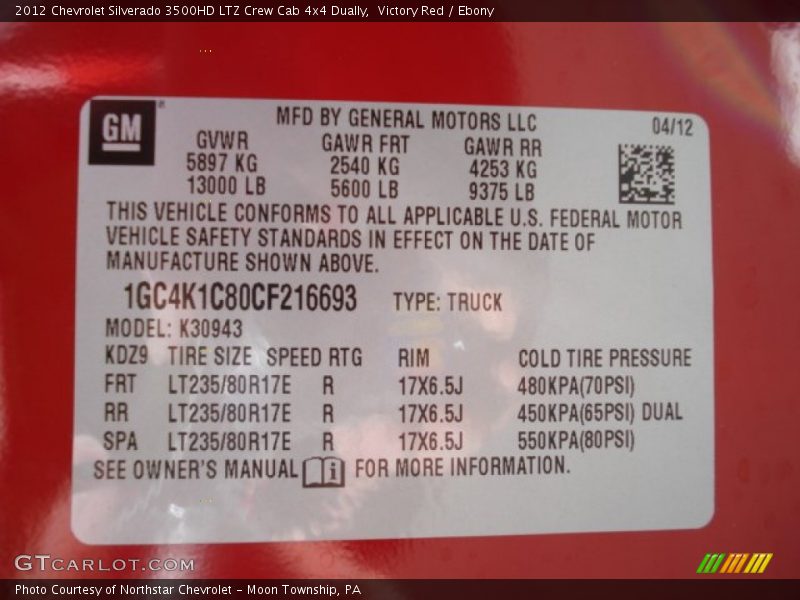 2012 Chevrolet Silverado 3500HD LTZ Crew Cab 4x4 Dually, Victory Red / Ebony
GM ®
MFD BY GENERAL MOTORS LLC
04/12
GVWR GAWR FRT GAWR RR
5897 KG 2540 KG 4253 KG
13000 LB 5600 LB 9375 LB
THIS VEHICLE CONFORMS TO ALL APPLICABLE U.S. FEDERAL MOTOR
VEHICLE SAFETY STANDARDS IN EFFECT ON THE DATE OF
MANUFACTURE SHOWN ABOVE.
1GC4K1C80CF216693 TYPE: TRUCK
MODEL: K30943
KDZ9 TIRE SIZE SPEED RTG RIM COLD TIRE PRESSURE
FRT LT235/80R17E R 17X6.5J 480KPA(70PSI)
RR LT235/80R17E R 17X6.5J 450KPA(65PSI) DUAL
SPA LT235/80R17E R 17X6.5J 550KPA(80PSI)
SEE OWNER'S MANUAL i FOR MORE INFORMATION.
GTCARLOT.COM
Photo Courtesy of Northstar Chevrolet - Moon Township, PA